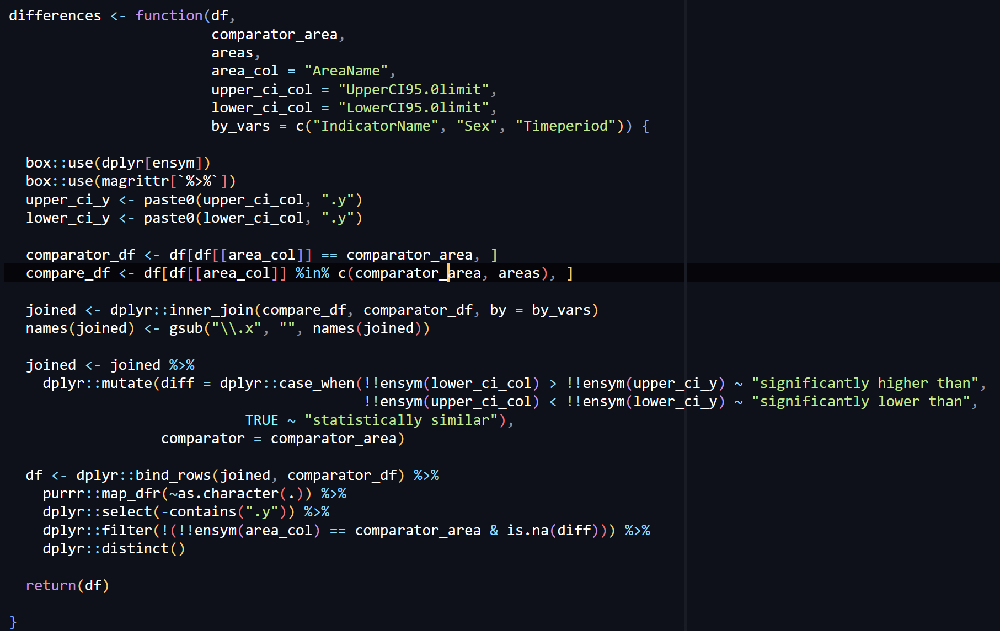 differences <- function(df,
                        comparator_area,
                        areas,
                        area_col = "AreaName",
                        upper_ci_col = "UpperCI95.0limit",
                        lower_ci_col = "LowerCI95.0limit",
                        by_vars = c("IndicatorName", "Sex", "Timeperiod")) {

  box::use(dplyr[ensym])
  box::use(magrittr[`%>%`])
  upper_ci_y <- paste0(upper_ci_col, ".y")
  lower_ci_y <- paste0(lower_ci_col, ".y")

  comparator_df <- df[df[[area_col]] == comparator_area, ]
  compare_df <- df[df[[area_col]] %in% c(comparator_area, areas), ]

  joined <- dplyr::inner_join(compare_df, comparator_df, by = by_vars)
  names(joined) <- gsub("\\.x", "", names(joined))

  joined <- joined %>%
    dplyr::mutate(diff = dplyr::case_when(!!ensym(lower_ci_col) > !!ensym(upper_ci_y) ~ "significantly higher than",
                                          !!ensym(upper_ci_col) < !!ensym(lower_ci_y) ~ "significantly lower than",
                            TRUE ~ "statistically similar"),
                  comparator = comparator_area)

  df <- dplyr::bind_rows(joined, comparator_df) %>%
    purrr::map_dfr(~as.character(.)) %>%
    dplyr::select(-contains(".y")) %>%
    dplyr::filter(!(!!ensym(area_col) == comparator_area & is.na(diff))) %>%
    dplyr::distinct()

  return(df)

}